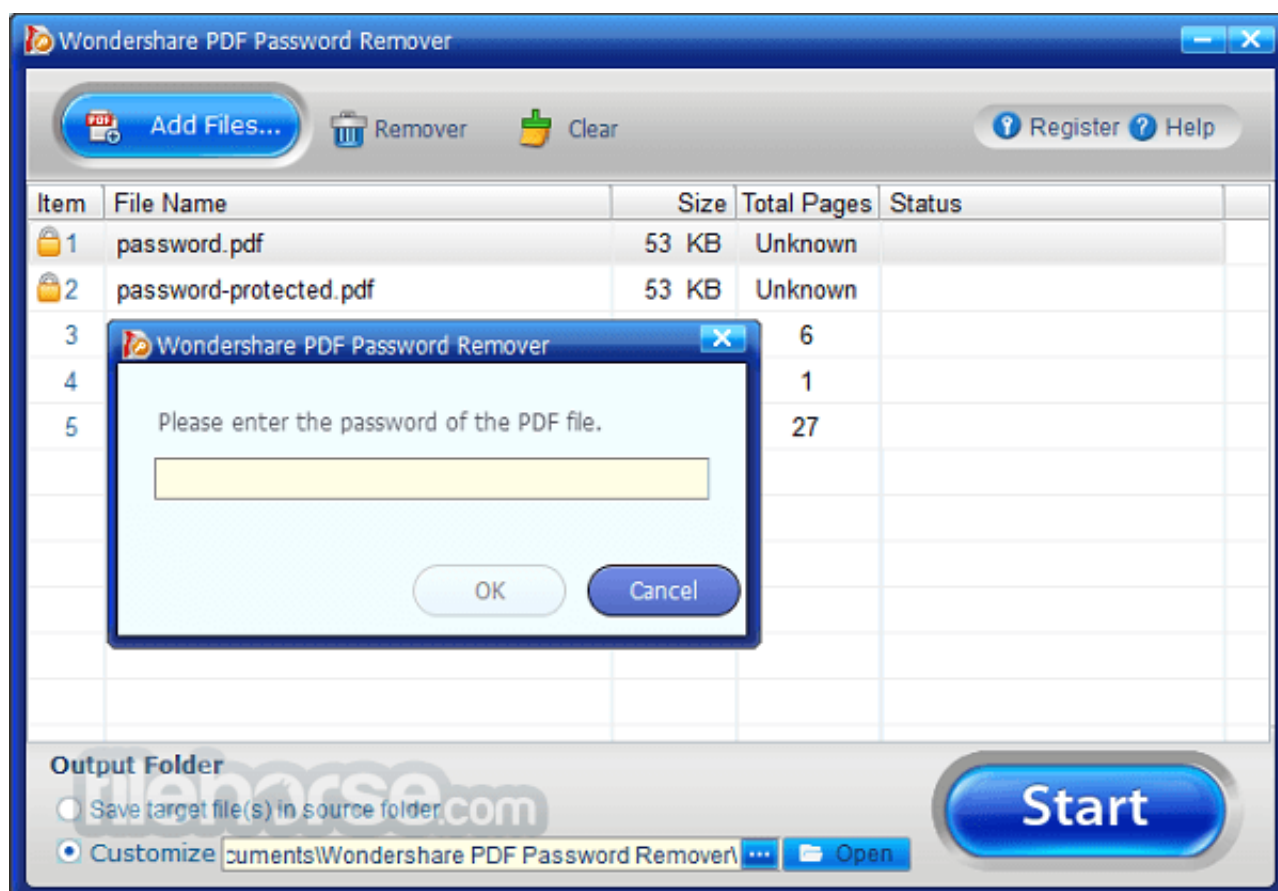 Wondershare PDF Password Remover
Add Files... Remover Clear Register Help
Item File Name Size Total Pages Status
1 password.pdf 53 KB Unknown
2 password-protected.pdf 53 KB Unknown
3 6
4 1
5 27
Wondershare PDF Password Remover
Please enter the password of the PDF file.
OK Cancel
Output Folder
filehorse.com
Save target file(s) in source folder
Customize cuments\Wondershare PDF Password Remover\ ... Open
Start